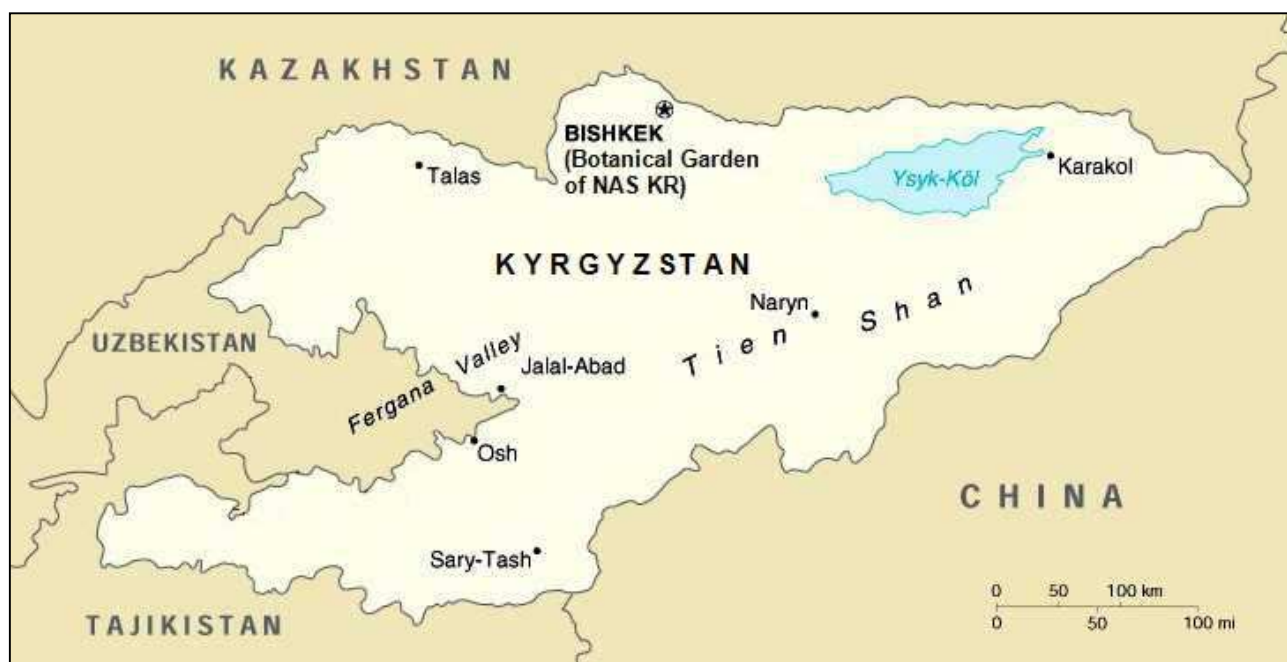 KAZAKHSTAN
BISHKEK
(Botanical Garden
of NAS KR)
Talas
Ysyk-Köl
Karakol
KYRGYZSTAN
Naryn
Tien Shan
UZBEKISTAN
Fergana Valley
Jalal-Abad
Osh
CHINA
Sary-Tash
TAJIKISTAN
0 50 100 km
0 50 100 mi